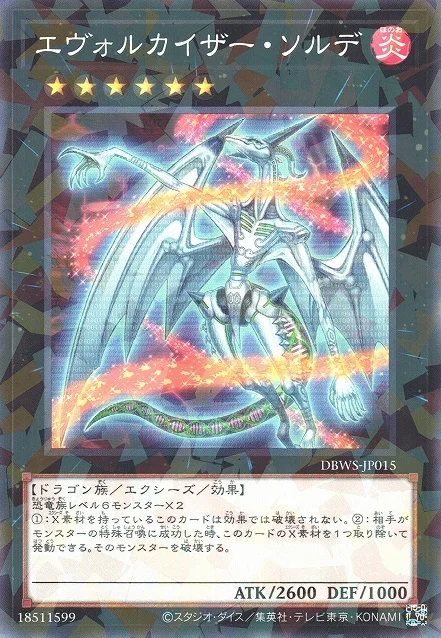 エヴォルカイザー・ソルデ
炎
ほのお
DBWS-JP015
【ドラゴン族／エクシーズ／効果】
恐竜族レベル６モンスター×２
①：X素材を持っているこのカードは効果では破壊されない。②：相手が
モンスターの特殊召喚に成功した時、このカードのX素材を１つ取り除いて
発動できる。そのモンスターを破壊する。
ATK/2600 DEF/1000
18511599
©スタジオ・ダイス／集英社・テレビ東京・KONAMI